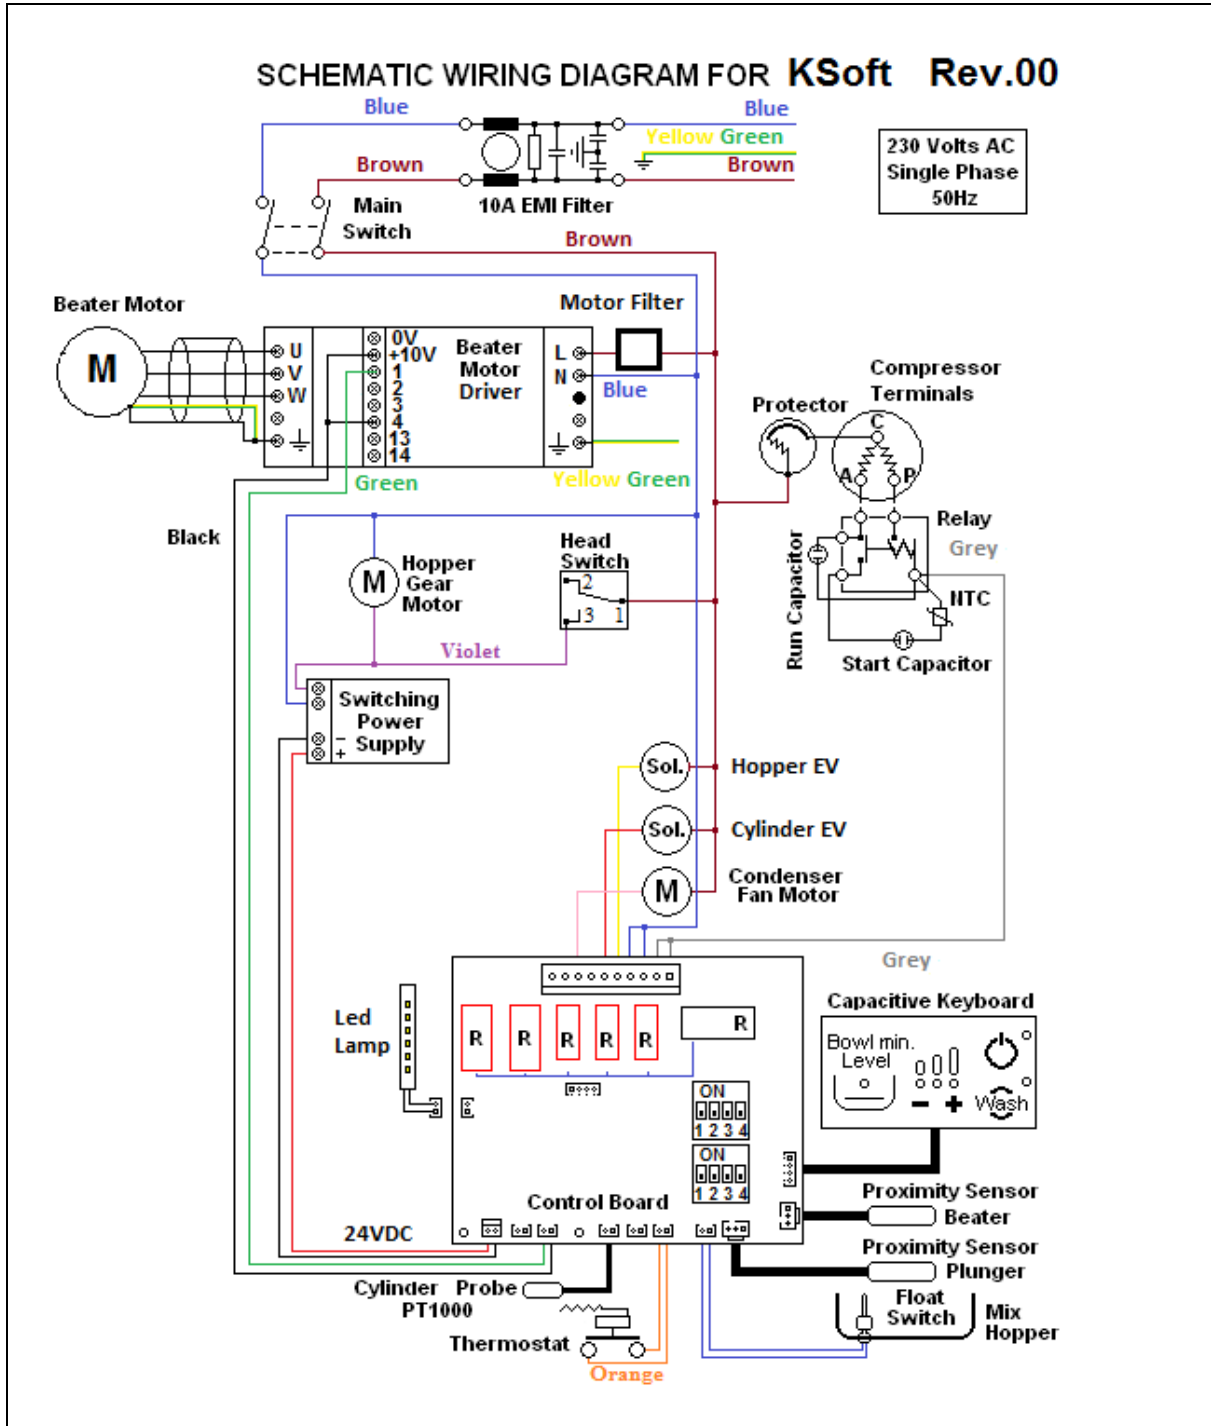 SCHEMATIC WIRING DIAGRAM FOR KSoft Rev.00
Blue
Blue
Yellow Green
Brown
Brown
230 Volts AC
Single Phase
50Hz
Main
Switch
10A EMI Filter
Brown
Beater Motor
M
Motor Filter
U
V
W
0V
+10V
1
2
3
4
13
14
Beater
Motor
Driver
L
N
Blue
Green
Yellow Green
Compressor
Terminals
Protector
C
A
P
Relay
Grey
Run Capacitor
NTC
Start Capacitor
Black
Hopper
Gear
Motor
M
Head
Switch
2
3 1
Violet
Switching
Power
Supply
–
+
Sol.
Hopper EV
Sol.
Cylinder EV
M
Condenser
Fan Motor
Grey
Led
Lamp
R
R
R
R
R
R
ON
1 2 3 4
ON
1 2 3 4
Control Board
Capacitive Keyboard
Bowl min.
Level
– +
Wash
Proximity Sensor
Beater
Proximity Sensor
Plunger
Float
Switch
Mix
Hopper
24VDC
Cylinder Probe
PT1000
Thermostat
Orange